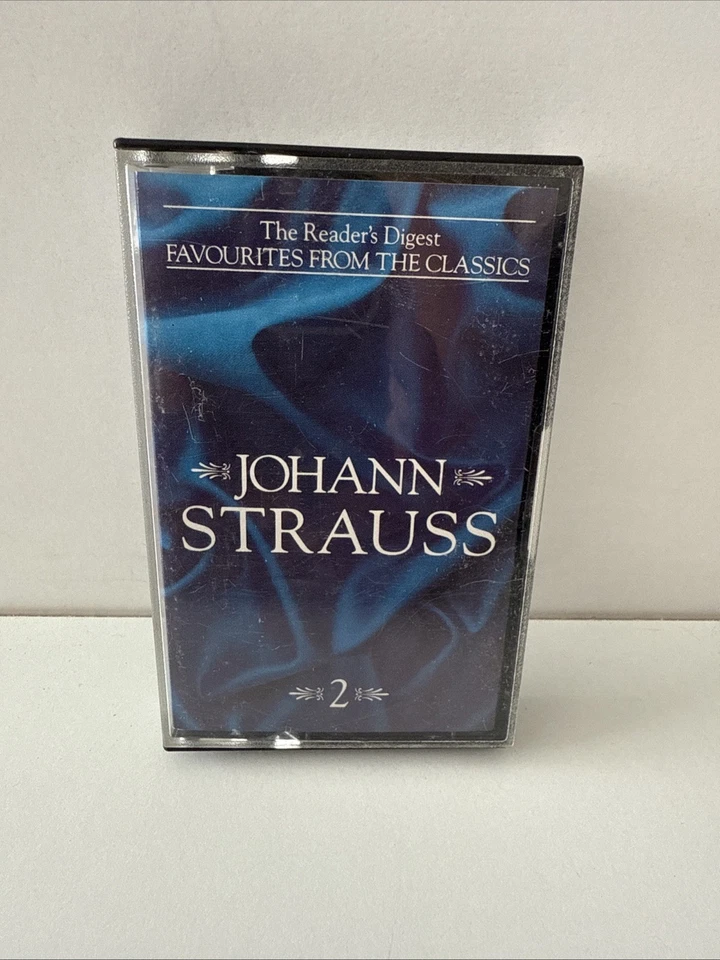 The Reader's Digest
FAVOURITES FROM THE CLASSICS
JOHANN
STRAUSS
2